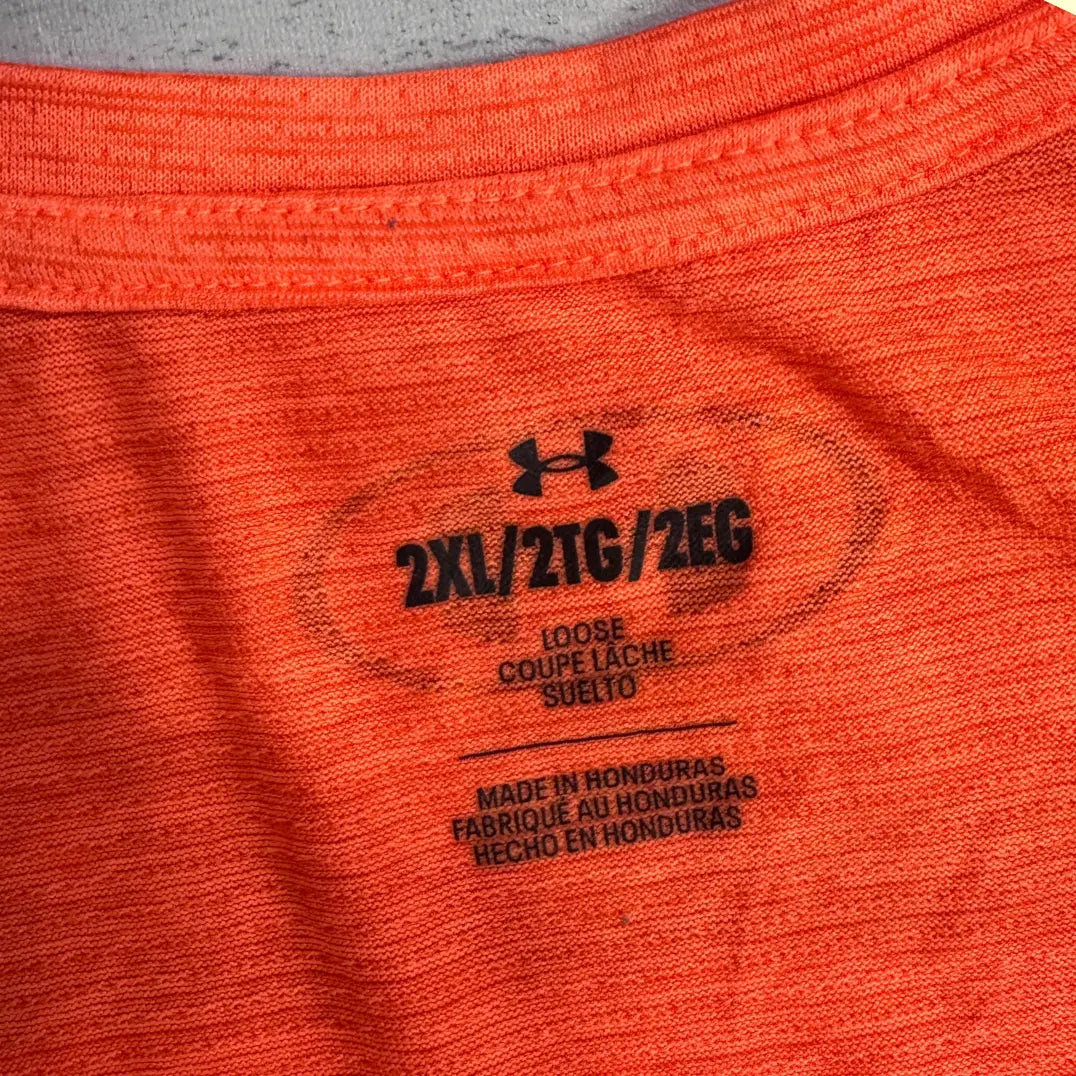 2XL/2TG/2EG
LOOSE
COUPE LÂCHE
SUELTO
MADE IN HONDURAS
FABRIQUÉ AU HONDURAS
HECHO EN HONDURAS